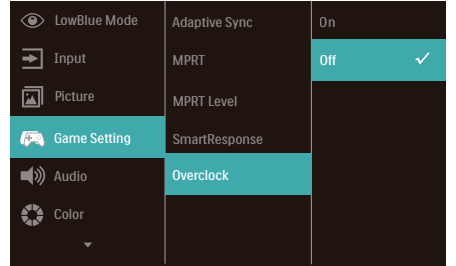 LowBlue Mode
Input
Picture
Game Setting
Audio
Color
Adaptive Sync
MPRT
MPRT Level
SmartResponse
Overclock
On
Off